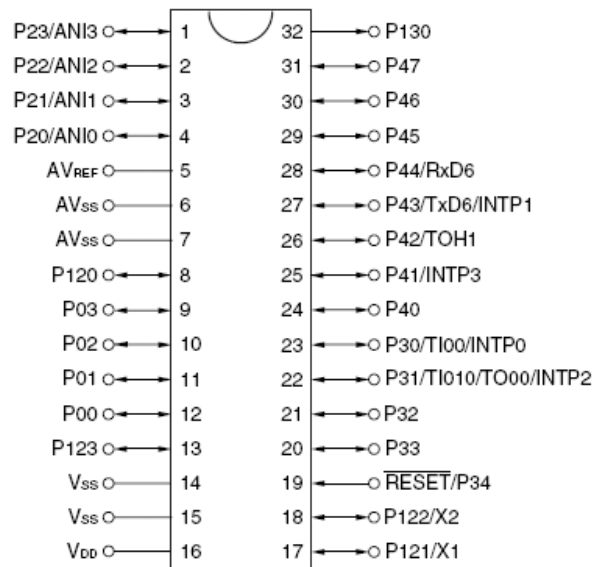 P23/ANI3 1 32 P130
P22/ANI2 2 31 P47
P21/ANI1 3 30 P46
P20/ANI0 4 29 P45
AVREF 5 28 P44/RxD6
AVss 6 27 P43/TxD6/INTP1
AVss 7 26 P42/TOH1
P120 8 25 P41/INTP3
P03 9 24 P40
P02 10 23 P30/TI00/INTP0
P01 11 22 P31/TI010/TO00/INTP2
P00 12 21 P32
P123 13 20 P33
Vss 14 19 RESET/P34
Vss 15 18 P122/X2
VDD 16 17 P121/X1